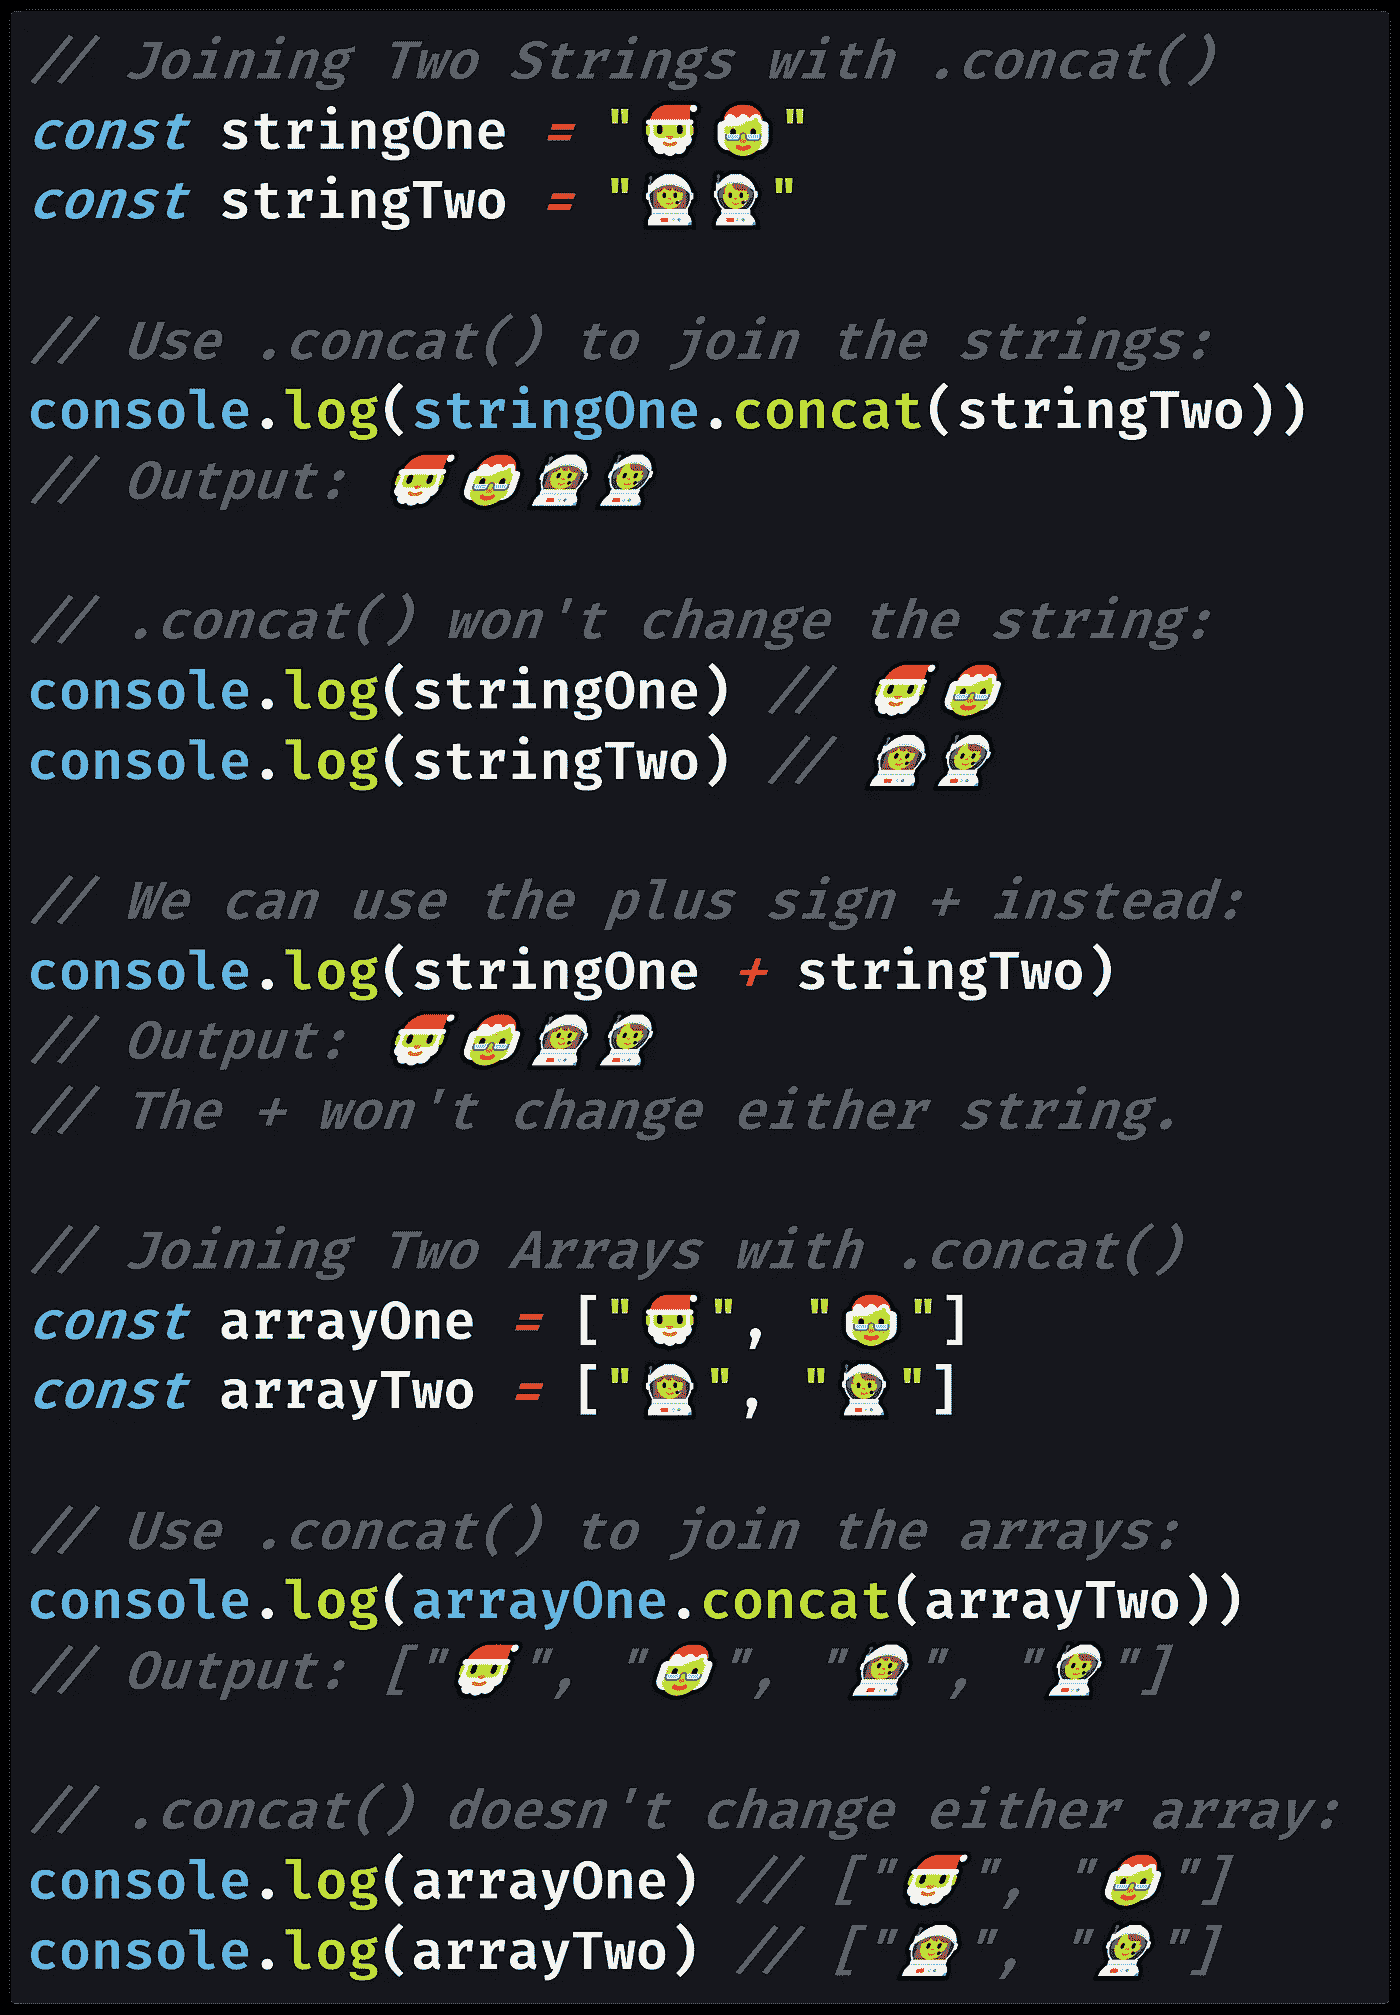 // Joining Two Strings with .concat()
const stringOne = "🎅🤶"
const stringTwo = "👩‍🚀👨‍🚀"
// Use .concat() to join the strings:
console.log(stringOne.concat(stringTwo))
// Output: 🎅🤶👩‍🚀👨‍🚀
// .concat() won't change the string:
console.log(stringOne) // 🎅🤶
console.log(stringTwo) // 👩‍🚀👨‍🚀
// We can use the plus sign + instead:
console.log(stringOne + stringTwo)
// Output: 🎅🤶👩‍🚀👨‍🚀
// The + won't change either string.
// Joining Two Arrays with .concat()
const arrayOne = ["🎅", "🤶"]
const arrayTwo = ["👩‍🚀", "👨‍🚀"]
// Use .concat() to join the arrays:
console.log(arrayOne.concat(arrayTwo))
// Output: ["🎅", "🤶", "👩‍🚀", "👨‍🚀"]
// .concat() doesn't change either array:
console.log(arrayOne) // ["🎅", "🤶"]
console.log(arrayTwo) // ["👩‍🚀", "👨‍🚀"]